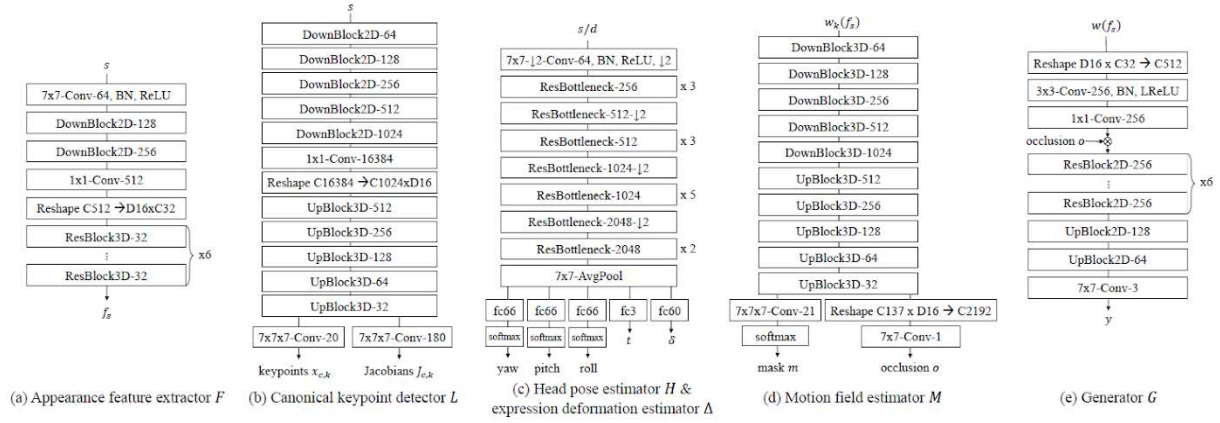 s
7x7-Conv-64, BN, ReLU
DownBlock2D-128
DownBlock2D-256
1x1-Conv-512
Reshape C512 →D16xC32
ResBlock3D-32
⋮
ResBlock3D-32
x6
fₛ
(a) Appearance feature extractor F
s
DownBlock2D-64
DownBlock2D-128
DownBlock2D-256
DownBlock2D-512
DownBlock2D-1024
1x1-Conv-16384
Reshape C16384 →C1024xD16
UpBlock3D-512
UpBlock3D-256
UpBlock3D-128
UpBlock3D-64
UpBlock3D-32
7x7x7-Conv-20
7x7x7-Conv-180
keypoints x_{c,k}
Jacobians J_{c,k}
(b) Canonical keypoint detector L
s/d
7x7-↓2-Conv-64, BN, ReLU, ↓2
ResBottleneck-256 x 3
ResBottleneck-512-↓2
ResBottleneck-512 x 3
ResBottleneck-1024-↓2
ResBottleneck-1024 x 5
ResBottleneck-2048-↓2
ResBottleneck-2048 x 2
7x7-AvgPool
fc66 fc66 fc66 fc3 fc60
softmax softmax softmax t δ
yaw pitch roll
(c) Head pose estimator H &
expression deformation estimator Δ
w_k(fₛ)
DownBlock3D-64
DownBlock3D-128
DownBlock3D-256
DownBlock3D-512
DownBlock3D-1024
UpBlock3D-512
UpBlock3D-256
UpBlock3D-128
UpBlock3D-64
UpBlock3D-32
7x7x7-Conv-21
Reshape C137 x D16 → C2192
softmax
7x7-Conv-1
mask m
occlusion o
(d) Motion field estimator M
w(fₛ)
Reshape D16 x C32 → C512
3x3-Conv-256, BN, LReLU
1x1-Conv-256
occlusion o ⊗
ResBlock2D-256
⋮
ResBlock2D-256
x6
UpBlock2D-128
UpBlock2D-64
7x7-Conv-3
y
(e) Generator G